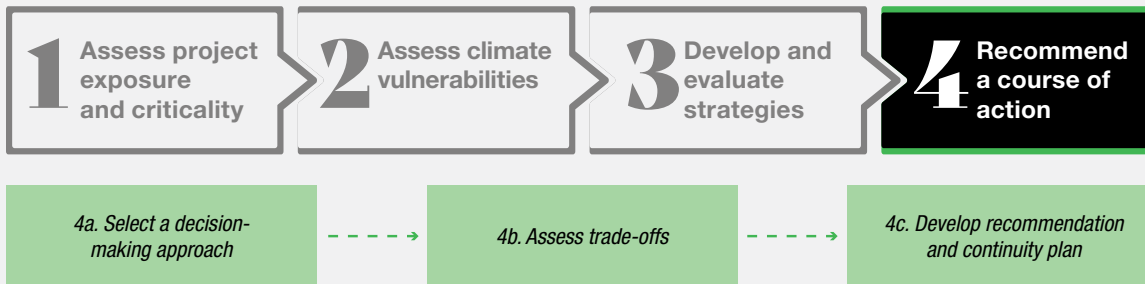 1
Assess project
exposure
and criticality
2
Assess climate
vulnerabilities
3
Develop and
evaluate
strategies
4
Recommend
a course of
action
4a. Select a decision-
making approach
4b. Assess trade-offs
4c. Develop recommendation
and continuity plan